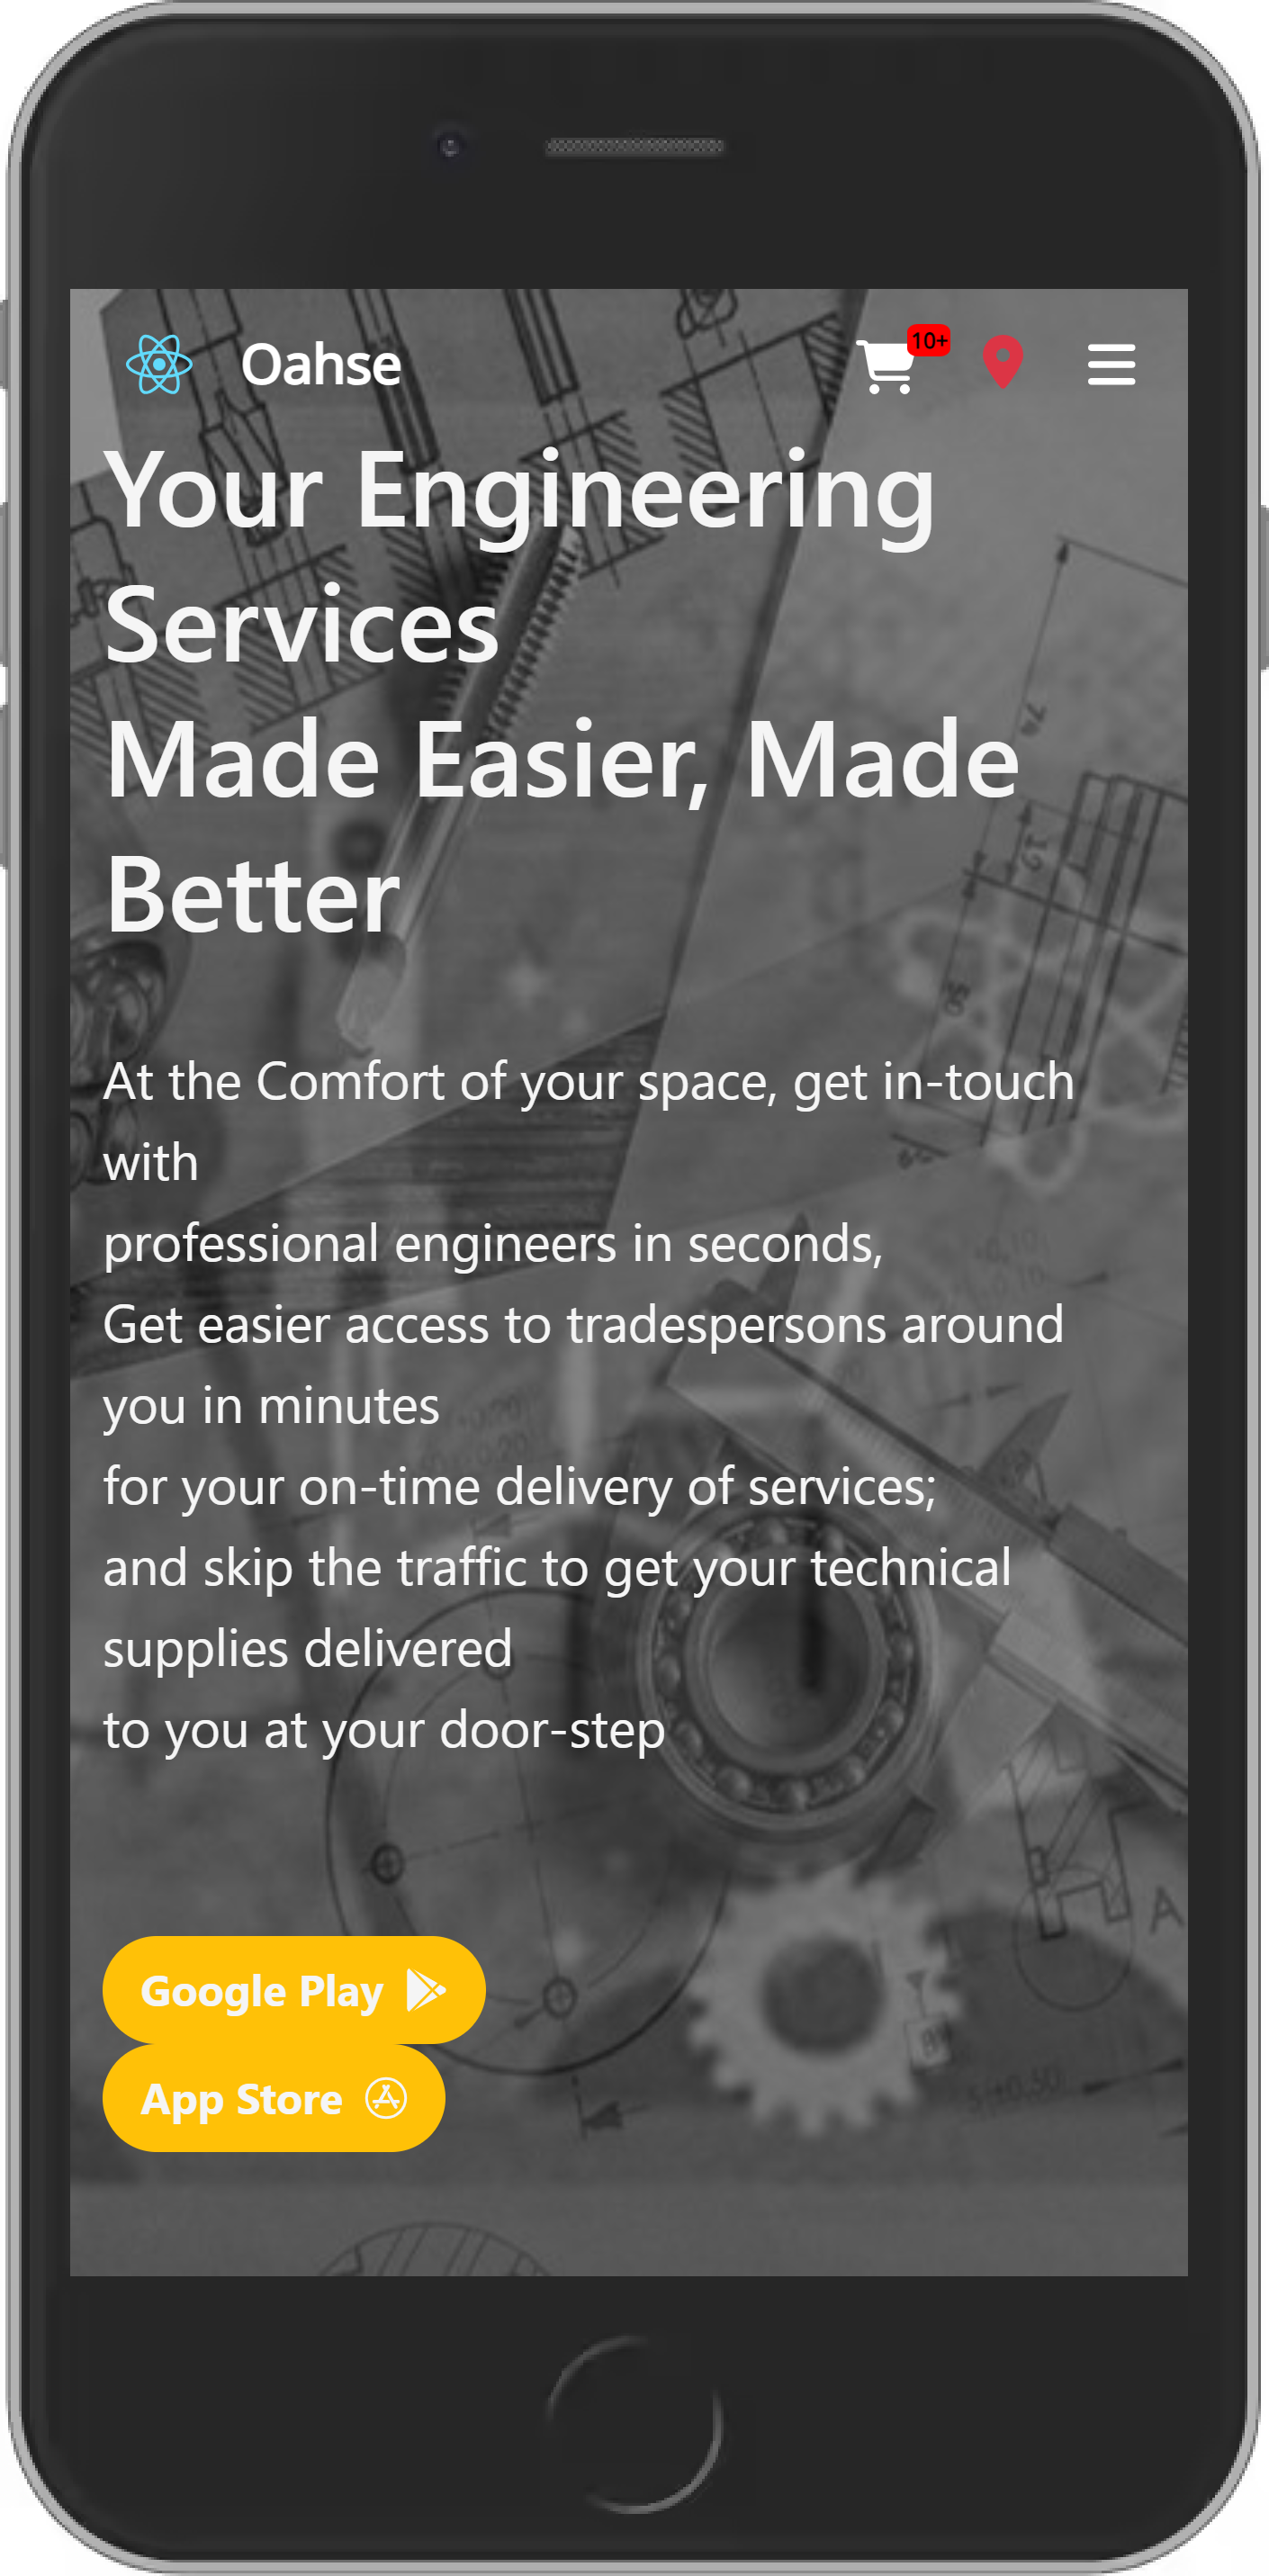 Oahse
10+
Your Engineering
Services
Made Easier, Made
Better
At the Comfort of your space, get in-touch
with
professional engineers in seconds,
Get easier access to tradespersons around
you in minutes
for your on-time delivery of services;
and skip the traffic to get your technical
supplies delivered
to you at your door-step
Google Play
App Store
A